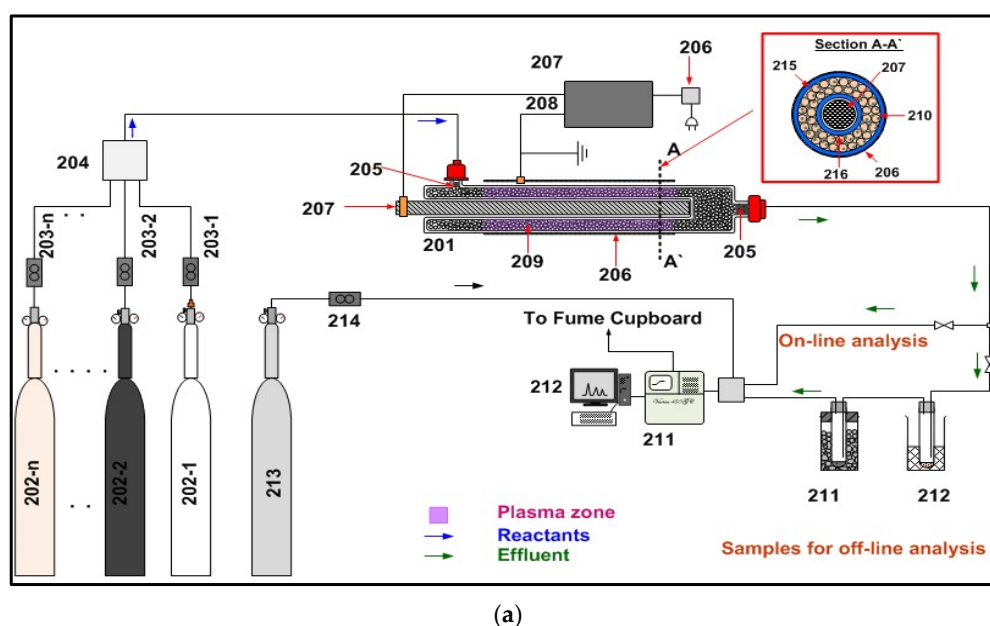 206
Section A-A`
207
215
207
208
210
204
A
205
216
206
207
203-n
203-2
203-1
201
209
206
A`
205
214
To Fume Cupboard
On-line analysis
212
211
202-n
202-2
202-1
213
211
212
Plasma zone
Reactants
Effluent
Samples for off-line analysis
(a)